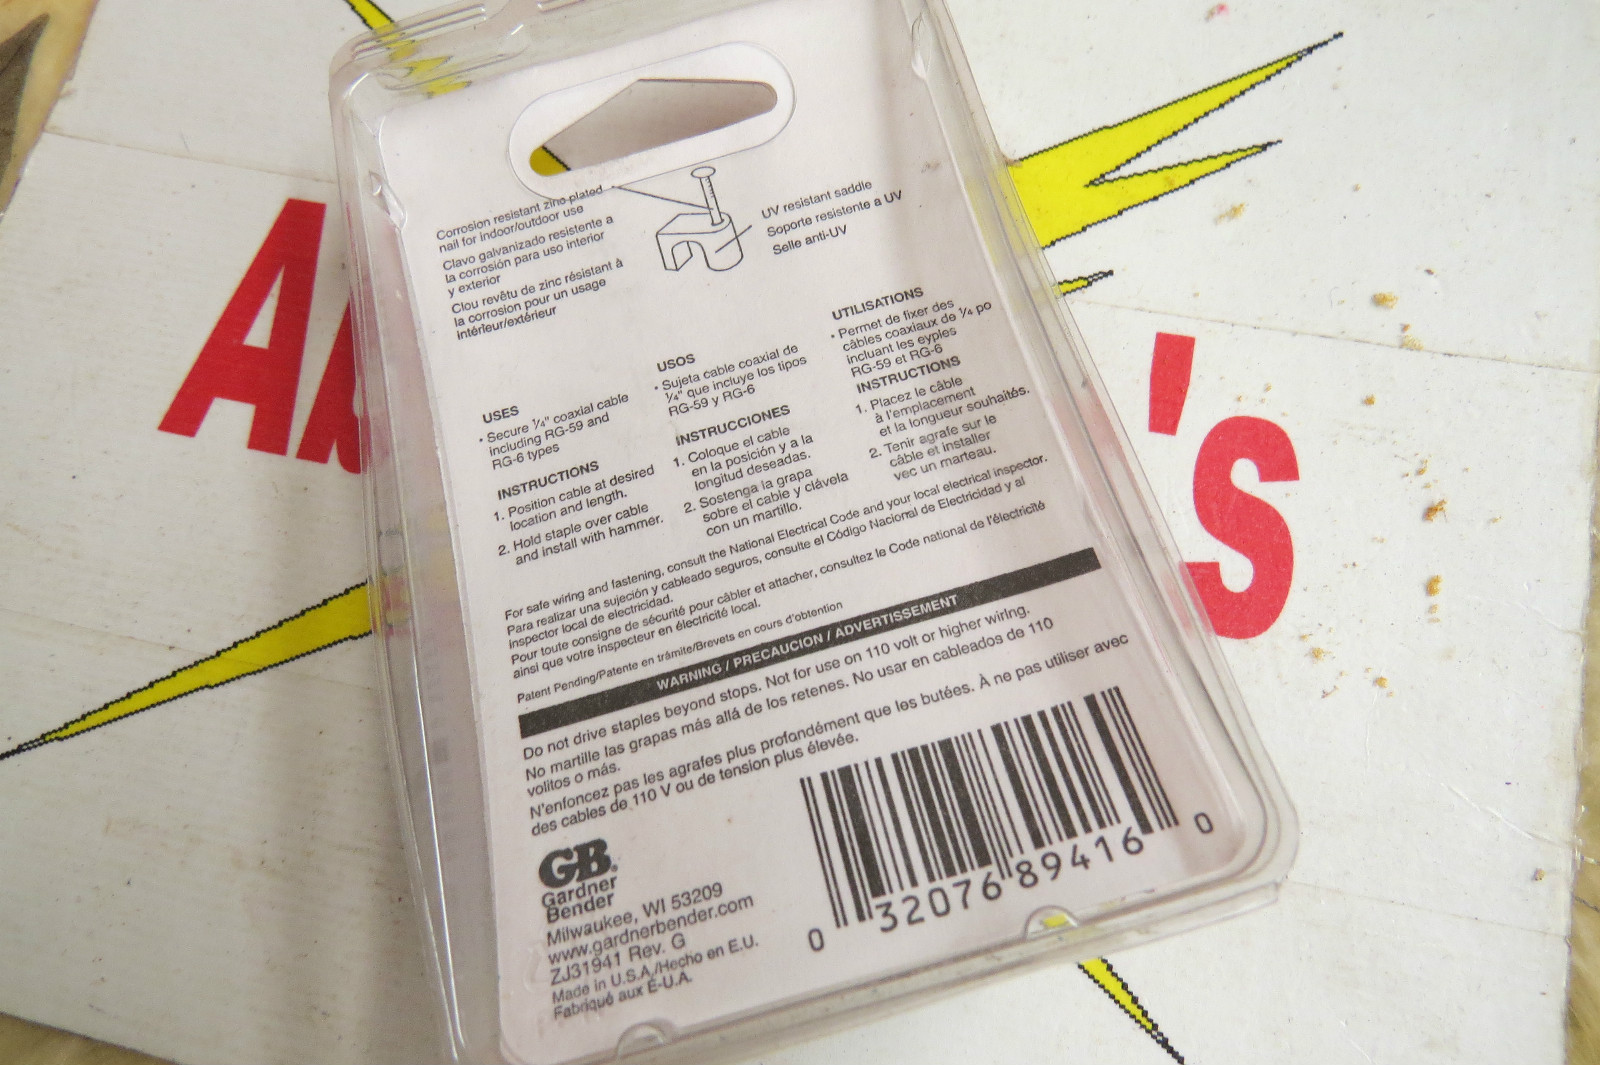 Corrosion resistant zinc-plated
nail for indoor/outdoor use
Clavo galvanizado resistente a
la corrosión para uso interior
y exterior
Clou revêtu de zinc résistant à
la corrosion pour un usage
intérieur/extérieur
UV resistant saddle
Soporte resistente a UV
Selle anti-UV
USES
• Secure 1/4" coaxial cable
including RG-59 and
RG-6 types
INSTRUCTIONS
1. Position cable at desired
location and length.
2. Hold staple over cable
and install with hammer.
USOS
• Sujeta cable coaxial de
1/4" que incluye los tipos
RG-59 y RG-6
INSTRUCCIONES
1. Coloque el cable
en la posición y a la
longitud deseadas.
2. Sostenga la grapa
sobre el cable y clávela
con un martillo.
UTILISATIONS
• Permet de fixer des
câbles coaxiaux de 1/4 po
incluant les eyples
RG-59 et RG-6
INSTRUCTIONS
1. Placez le câble
à l'emplacement
et la longueur souhaités.
2. Tenir agrafe sur le
câble et installer
vec un marteau.
For safe wiring and fastening, consult the National Electrical Code and your local electrical inspector.
Para realizar una sujeción y cableado seguros, consulte el Código Nacional de Electricidad y al
inspector local de electricidad.
Pour toute consigne de sécurité pour câbler et attacher, consultez le Code national de l'électricité
ainsi que votre inspecteur en électricité local.
Patent Pending/Patente en trámite/Brevets en cours d'obtention
WARNING / PRECAUCION / ADVERTISSEMENT
Do not drive staples beyond stops. Not for use on 110 volt or higher wiring.
No martille las grapas más allá de los retenes. No usar en cableados de 110
volitos o más.
N'enfoncez pas les agrafes plus profondément que les butées. À ne pas utiliser avec
des cables de 110 V ou de tension plus élevée.
GB.
Gardner
Bender
Milwaukee, WI 53209
www.gardnerbender.com
ZJ31941 Rev. G
Made in U.S.A./Hecho en E.U.
Fabriqué aux É-U.A.
0 32076 89416 0
'S